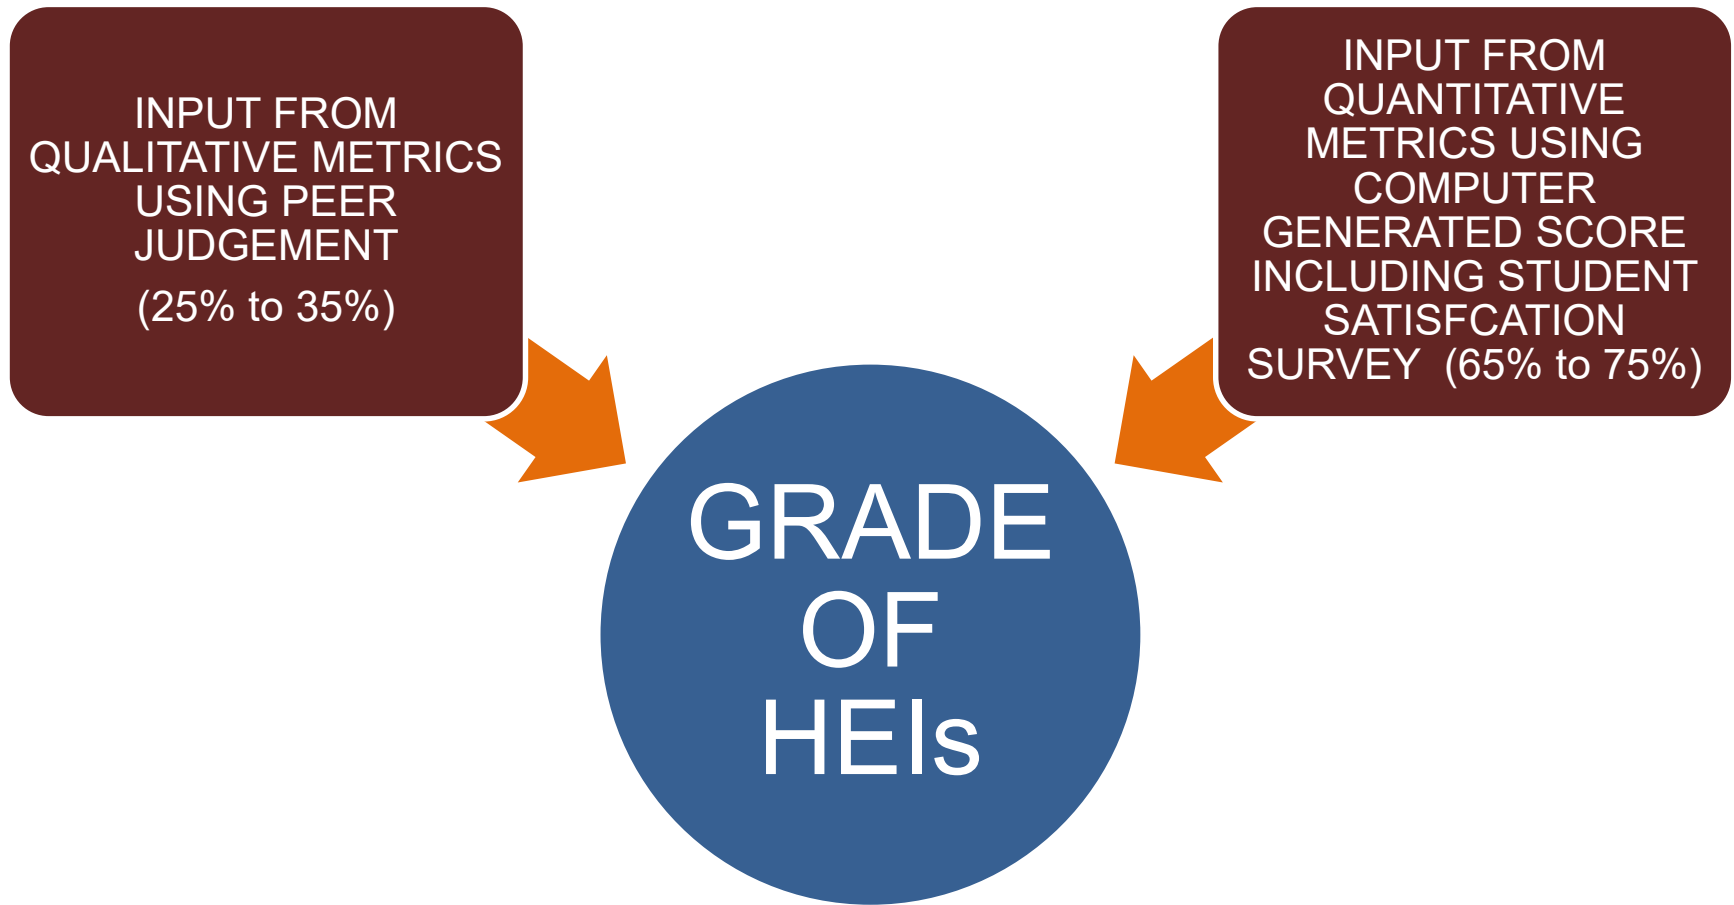 INPUT FROM
QUALITATIVE METRICS
USING PEER
JUDGEMENT
(25% to 35%)
INPUT FROM
QUANTITATIVE
METRICS USING
COMPUTER
GENERATED SCORE
INCLUDING STUDENT
SATISFCATION
SURVEY  (65% to 75%)
GRADE
OF
HEIs